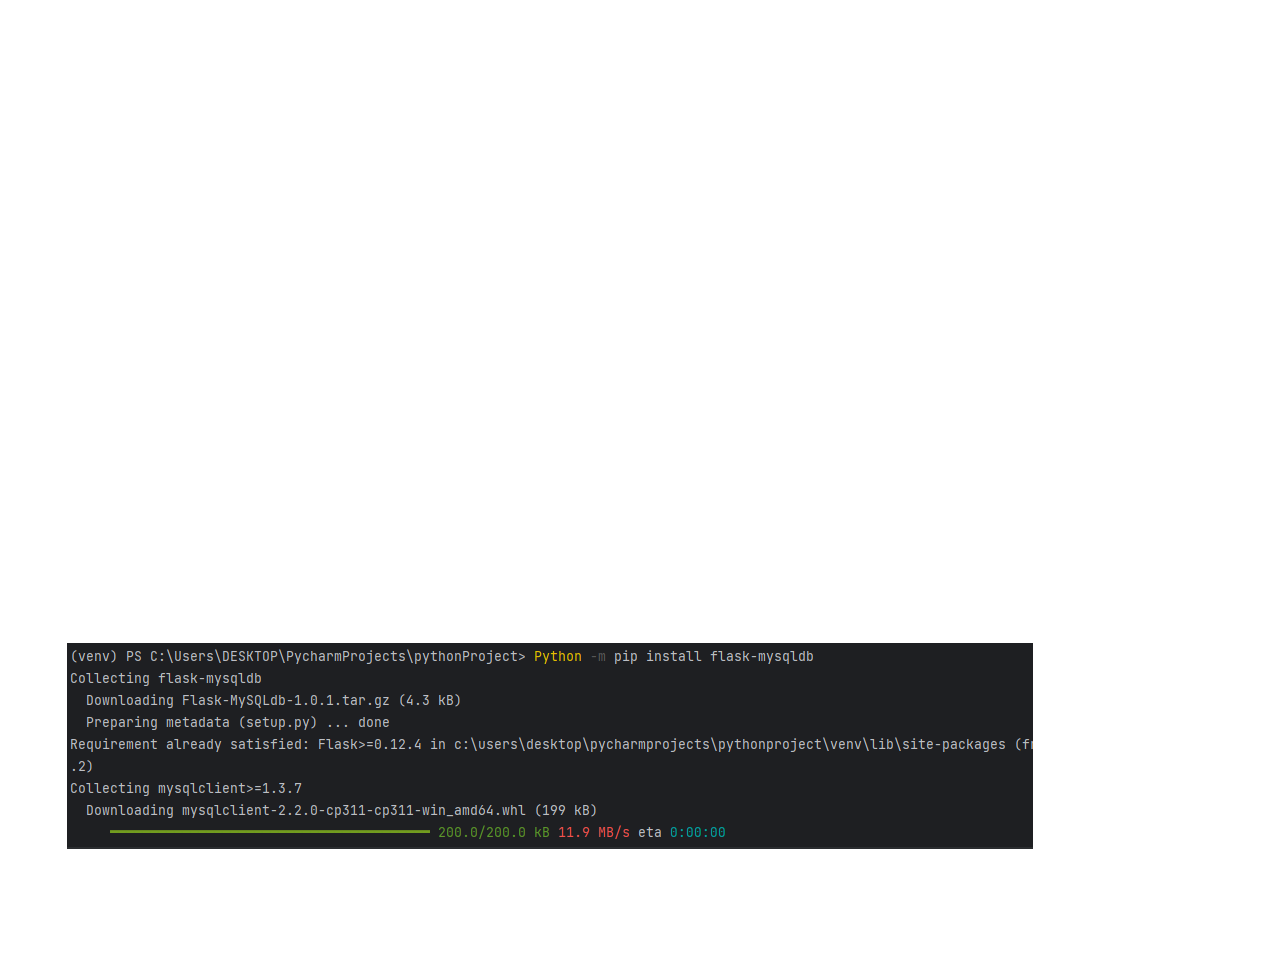 (venv) PS C:\Users\DESKTOP\PycharmProjects\pythonProject> Python -m pip install flask-mysqldb
Collecting flask-mysqldb
Downloading Flask-MySQLdb-1.0.1.tar.gz (4.3 kB)
Preparing metadata (setup.py) ... done
Requirement already satisfied: Flask>=0.12.4 in c:\users\desktop\pycharmprojects\pythonproject\venv\lib\site-packages
.2)
Collecting mysqlclient>=1.3.7
Downloading mysqlclient-2.2.0-cp311-cp311-win_amd64.whl (199 kB)
200.0/200.0 kB 11.9 MB/s eta 0:00:00